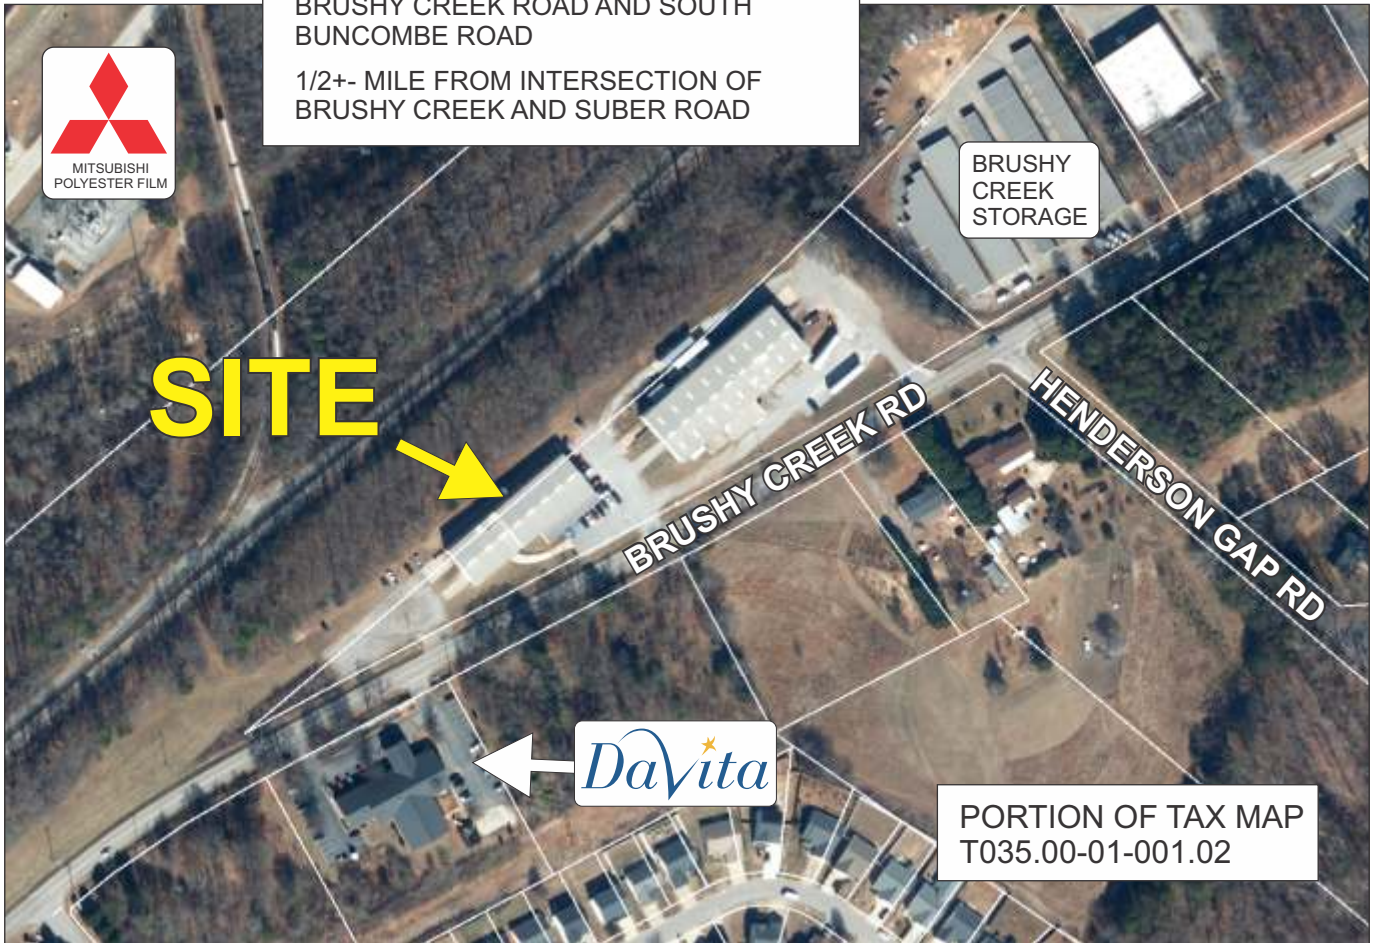 BRUSHY CREEK ROAD AND SOUTH
BUNCOMBE ROAD
1/2+- MILE FROM INTERSECTION OF
BRUSHY CREEK AND SUBER ROAD
MITSUBISHI
POLYESTER FILM
BRUSHY
CREEK
STORAGE
SITE
BRUSHY CREEK RD
HENDERSON GAP RD
DaVita
PORTION OF TAX MAP
T035.00-01-001.02